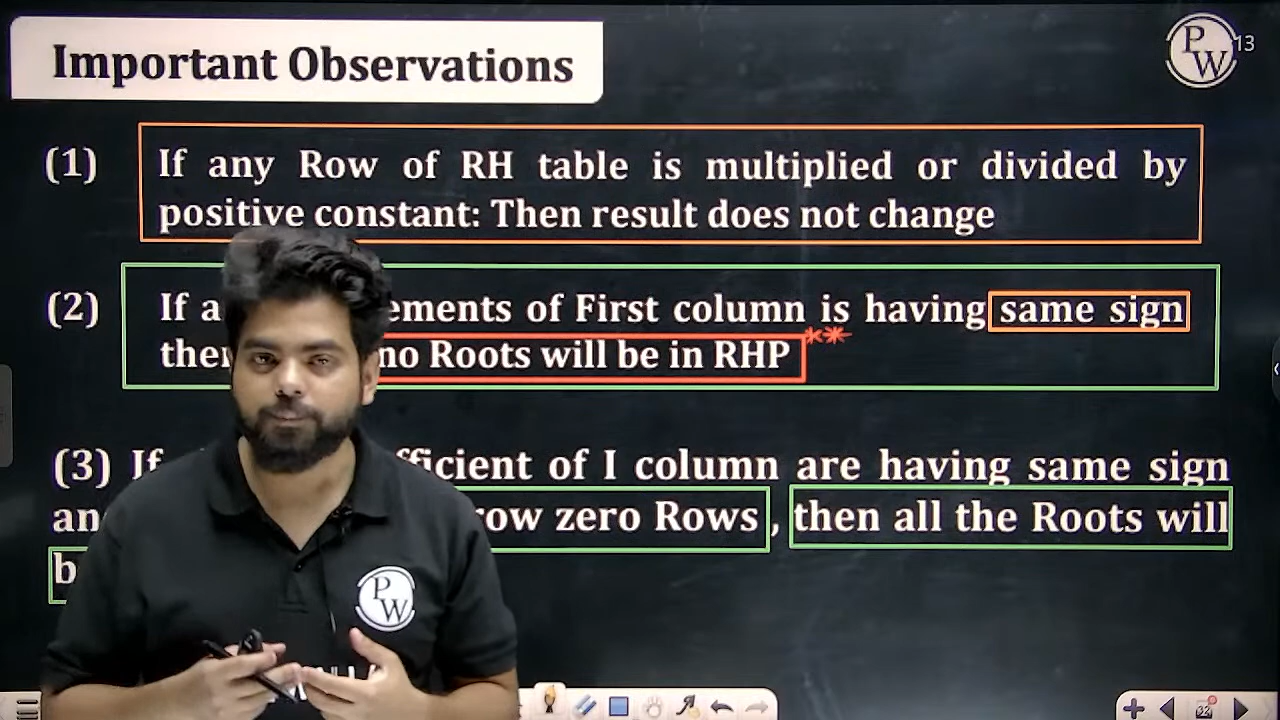 Important Observations
PW 13
(1) If any Row of RH table is multiplied or divided by
positive constant: Then result does not change
(2) If a ements of First column is having same sign
then no Roots will be in RHP **
(3) If fficient of I column are having same sign
an row zero Rows , then all the Roots will
b
PW
32